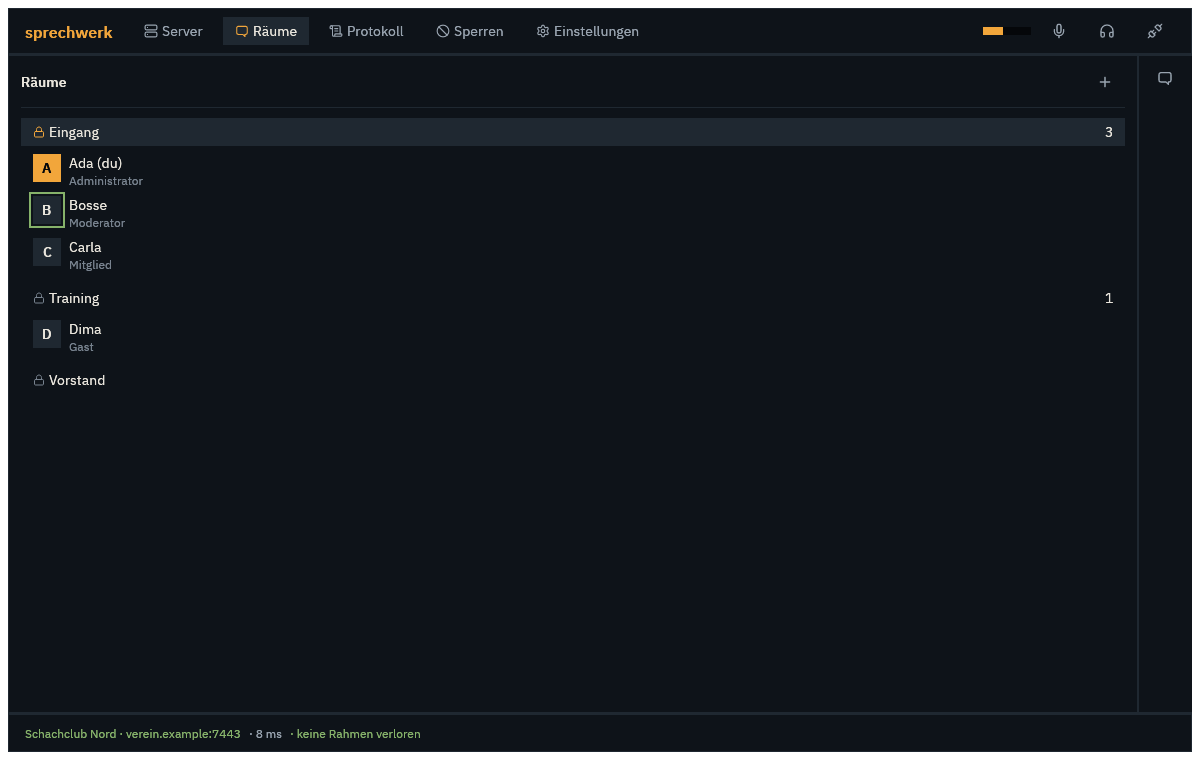 sprechwerk Server Räume Protokoll Sperren Einstellungen
Räume
Eingang 3
A Ada (du)
Administrator
B Bosse
Moderator
C Carla
Mitglied
Training 1
D Dima
Gast
Vorstand
Schachclub Nord · verein.example:7443 · 8 ms · keine Rahmen verloren